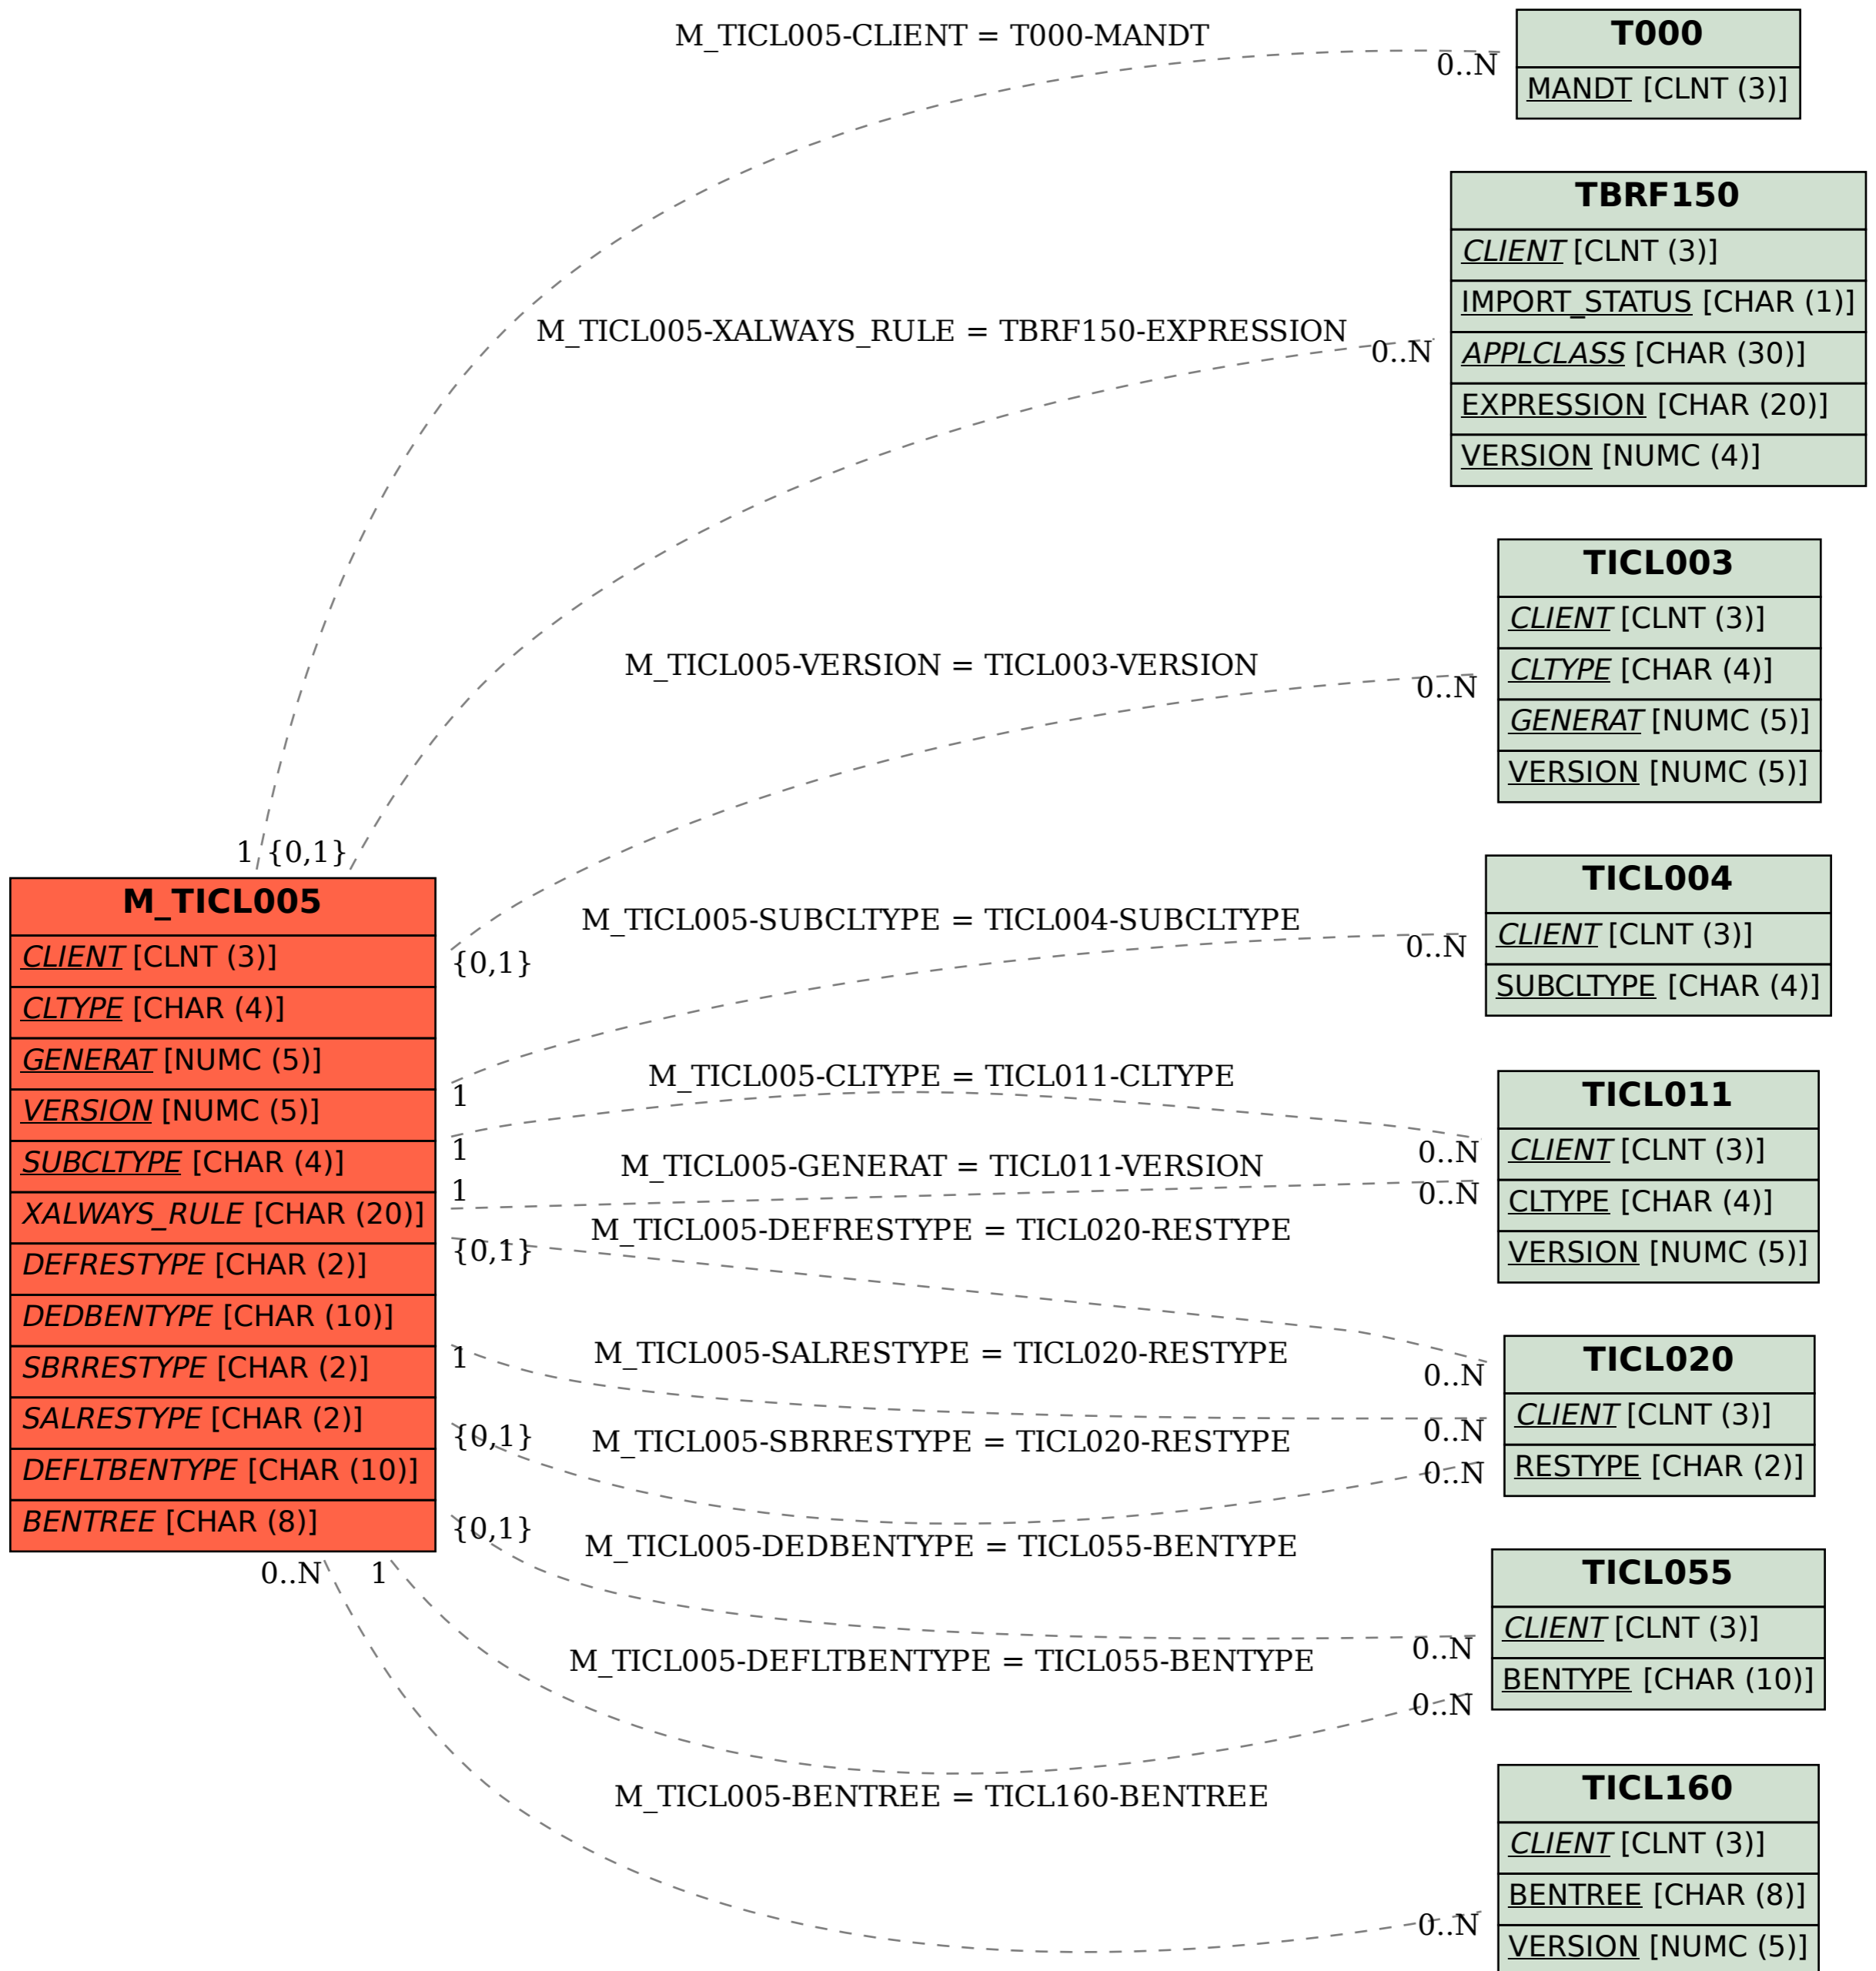 M_TICL005-CLIENT = T000-MANDT
0..N
T000
MANDT [CLNT (3)]
TBRF150
CLIENT [CLNT (3)]
IMPORT_STATUS [CHAR (1)]
APPLCLASS [CHAR (30)]
EXPRESSION [CHAR (20)]
VERSION [NUMC (4)]
M_TICL005-XALWAYS_RULE = TBRF150-EXPRESSION
0..N
TICL003
CLIENT [CLNT (3)]
CLTYPE [CHAR (4)]
GENERAT [NUMC (5)]
VERSION [NUMC (5)]
M_TICL005-VERSION = TICL003-VERSION
0..N
1
{0,1}
M_TICL005
CLIENT [CLNT (3)]
CLTYPE [CHAR (4)]
GENERAT [NUMC (5)]
VERSION [NUMC (5)]
SUBCLTYPE [CHAR (4)]
XALWAYS_RULE [CHAR (20)]
DEFRESTYPE [CHAR (2)]
DEDBENTYPE [CHAR (10)]
SBRRESTYPE [CHAR (2)]
SALRESTYPE [CHAR (2)]
DEFLTBENTYPE [CHAR (10)]
BENTREE [CHAR (8)]
{0,1}
M_TICL005-SUBCLTYPE = TICL004-SUBCLTYPE
0..N
1
TICL004
CLIENT [CLNT (3)]
SUBCLTYPE [CHAR (4)]
M_TICL005-CLTYPE = TICL011-CLTYPE
1
0..N
M_TICL005-GENERAT = TICL011-VERSION
1
0..N
TICL011
CLIENT [CLNT (3)]
CLTYPE [CHAR (4)]
VERSION [NUMC (5)]
M_TICL005-DEFRESTYPE = TICL020-RESTYPE
{0,1}
0..N
M_TICL005-SALRESTYPE = TICL020-RESTYPE
1
0..N
M_TICL005-SBRRESTYPE = TICL020-RESTYPE
{0,1}
0..N
TICL020
CLIENT [CLNT (3)]
RESTYPE [CHAR (2)]
M_TICL005-DEDBENTYPE = TICL055-BENTYPE
{0,1}
0..N
M_TICL005-DEFLTBENTYPE = TICL055-BENTYPE
0..N
1
0..N
TICL055
CLIENT [CLNT (3)]
BENTYPE [CHAR (10)]
M_TICL005-BENTREE = TICL160-BENTREE
0..N
TICL160
CLIENT [CLNT (3)]
BENTREE [CHAR (8)]
VERSION [NUMC (5)]